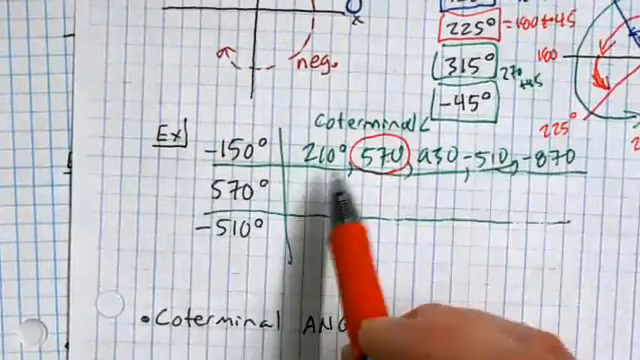 x
225° = 180+45
neg.
315° 270+45
180
-45°
225°
Coterminal
Ex)
-150° 210°, 570, 930, -510, -870
570°
-510°
• Coterminal ANG